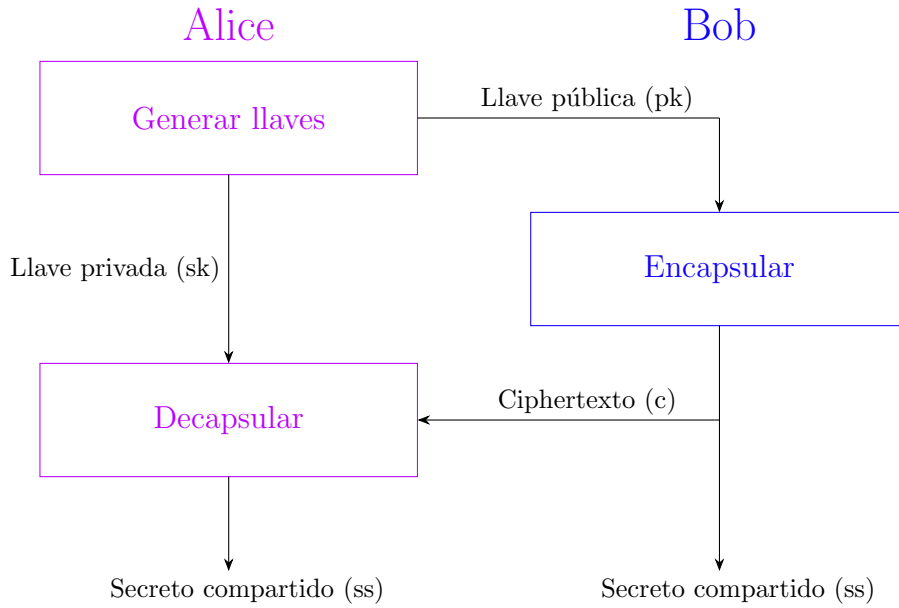 Alice
Bob
Generar llaves
Llave pública (pk)
Encapsular
Llave privada (sk)
Decapsular
Ciphertexto (c)
Secreto compartido (ss)
Secreto compartido (ss)